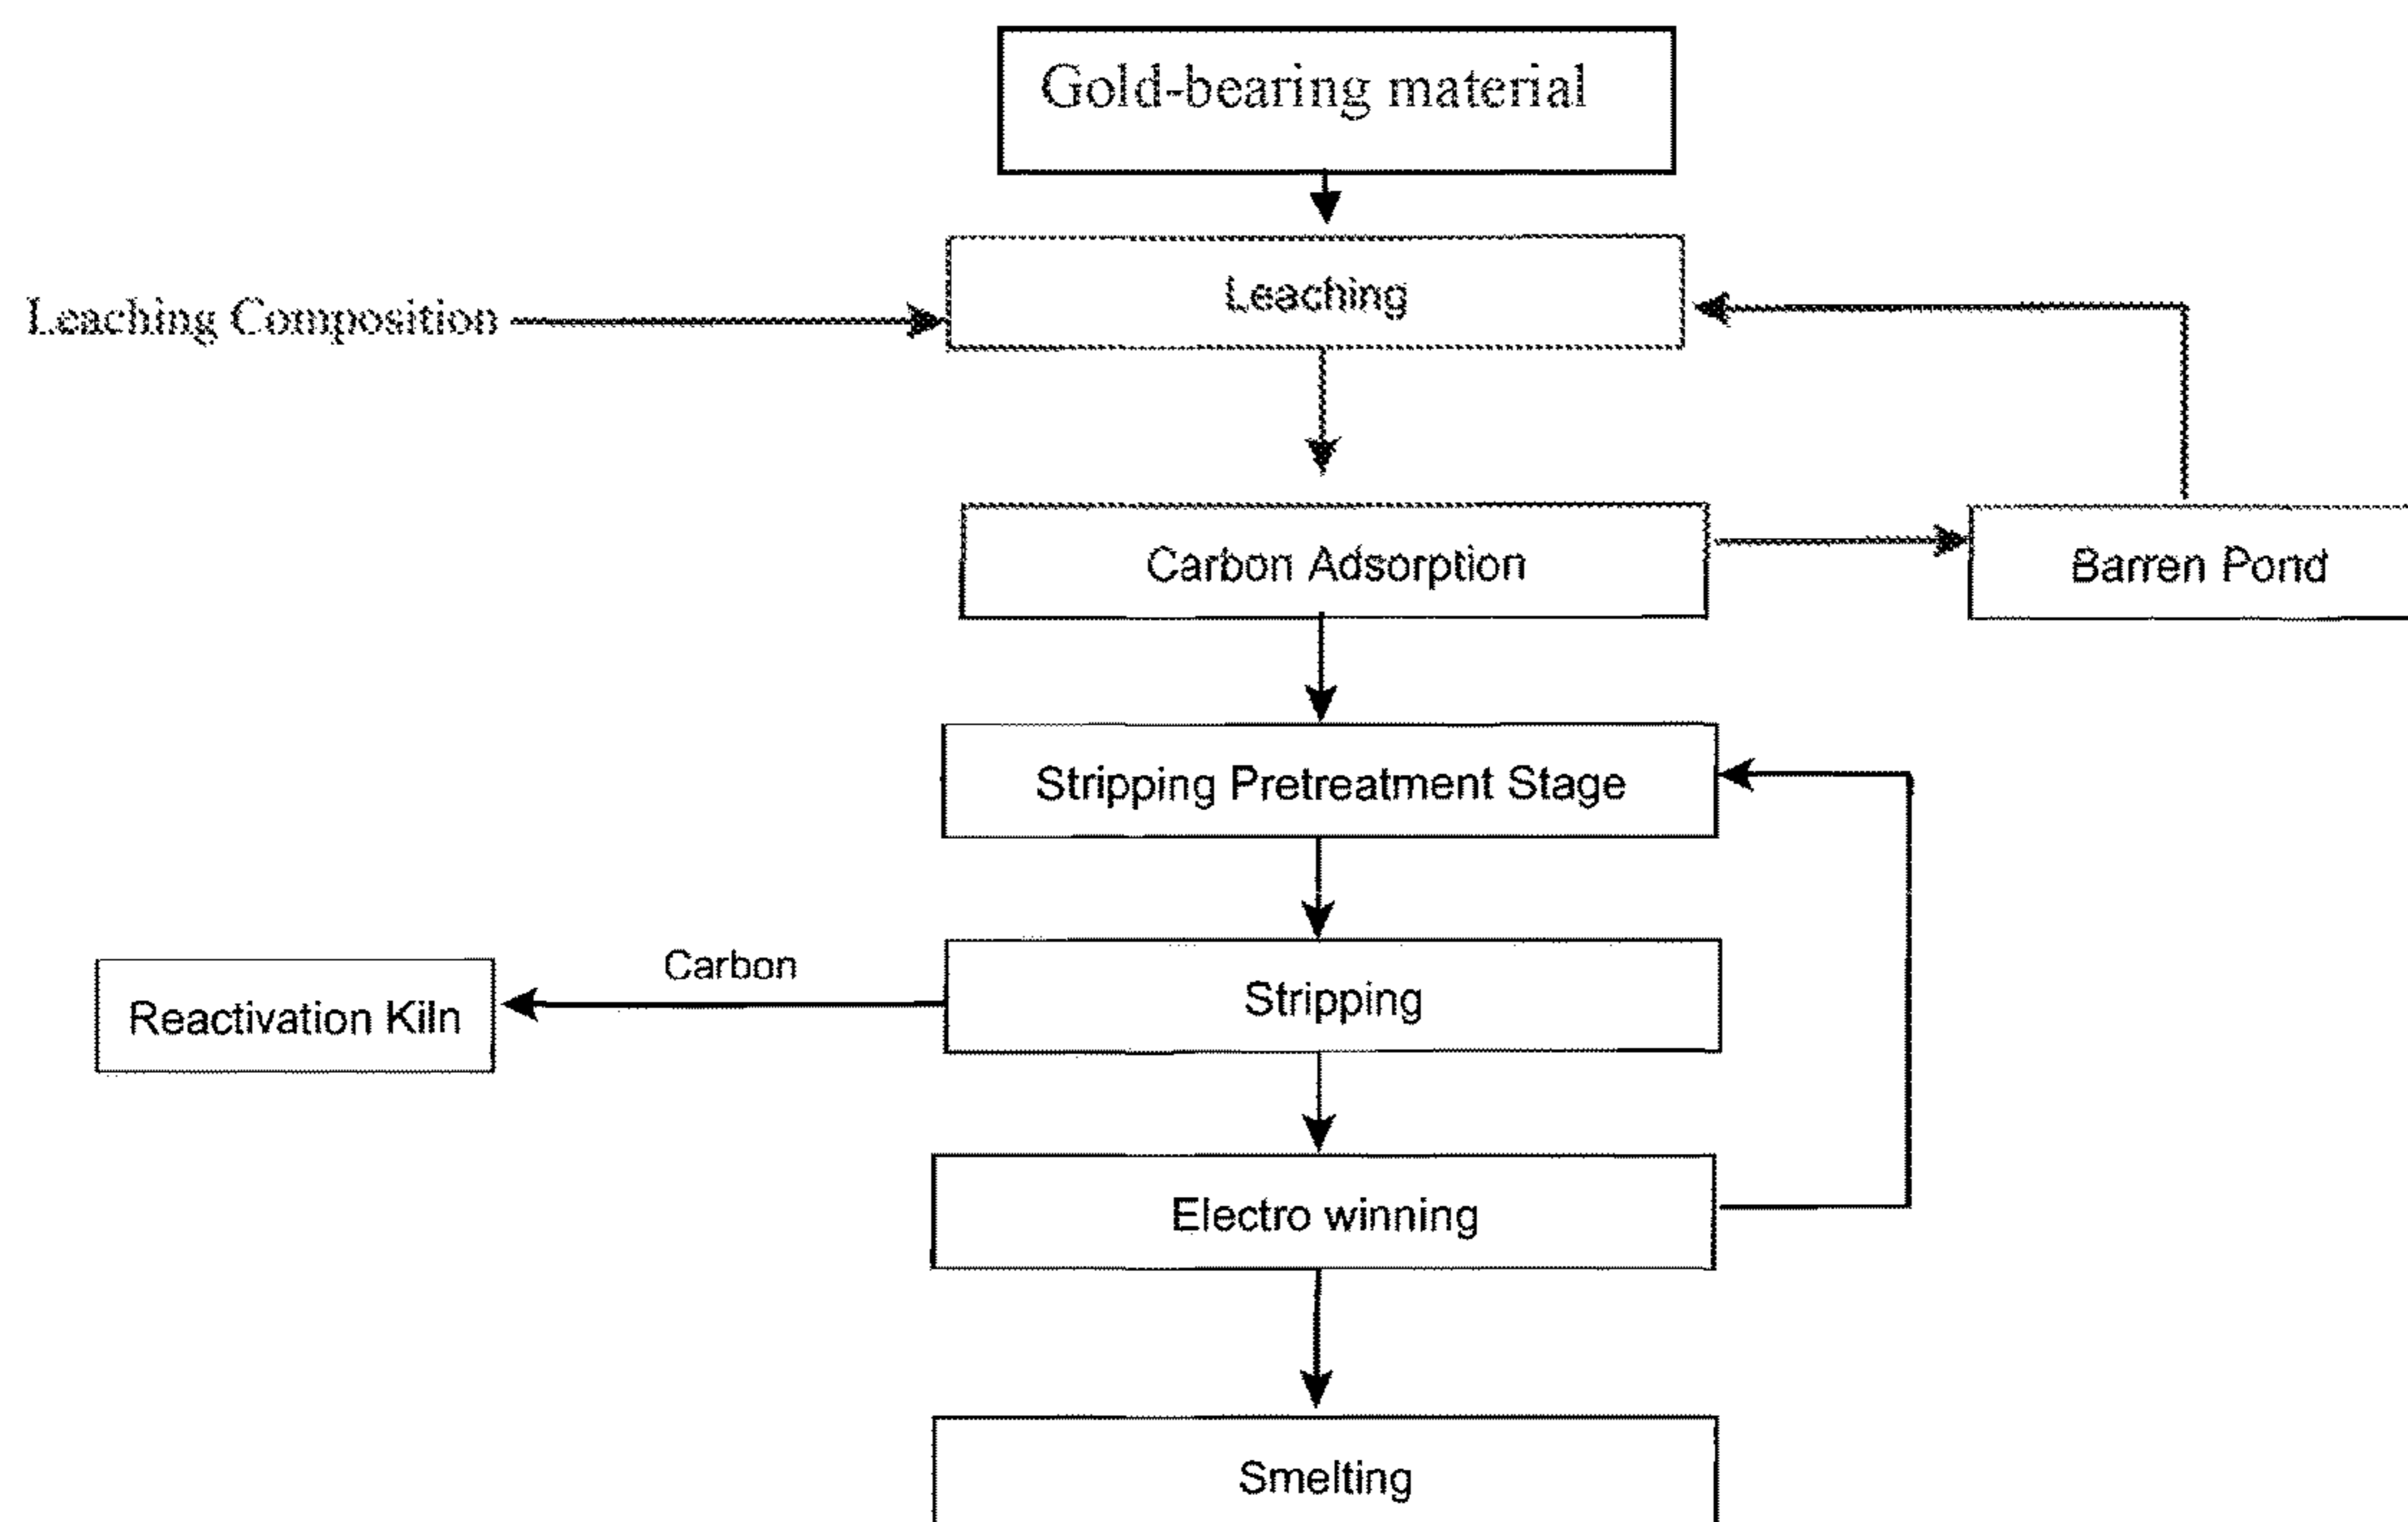 Gold-bearing material
Leaching
Leaching Composition
Carbon Adsorption
Barren Pond
Stripping Pretreatment Stage
Carbon
Stripping
Reactivation Kiln
Electro winning
Smelting